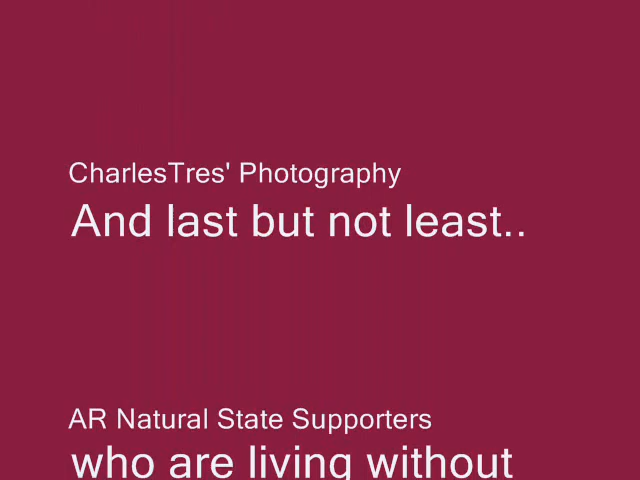 CharlesTres' Photography
And last but not least..
AR Natural State Supporters
who are living without